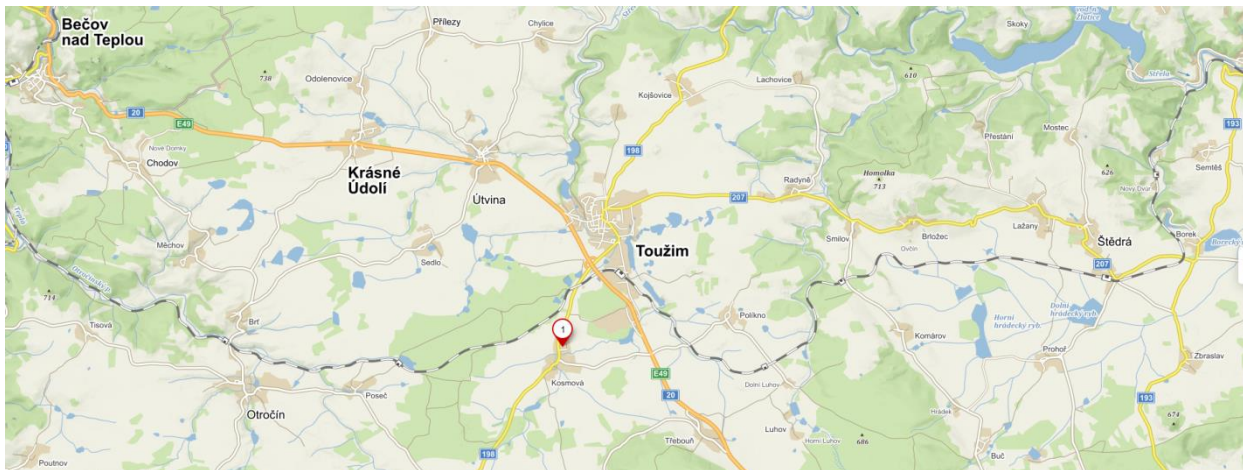 Bečov
nad Teplou
Přílezy
Chylice
Skoky
738
Odolenovice
Kojšovice
Lachovice
610
Střela
20
E49
193
Nové Domky
Chodov
Krásné
Údolí
Útvina
198
Přestání
Mostec
Semtěš
207
Radyně
Homolka
713
626
Nový Dvůr
Měchov
Sedlo
Toužim
Smilov
Ovčín
Brložec
Lažany
Štědrá
Borek
207
714
Tisová
Brť
1
Polikno
Horní
hrádecký ryb.
Dolní
hrádecký ryb.
Komárov
Prohoř
Zbraslav
Kosmová
E49
20
Dolní Luhov
Otročín
Poseč
193
Třebouň
Luhov
Horní Luhov
686
Hrádek
674
Poutnov
198
Buč